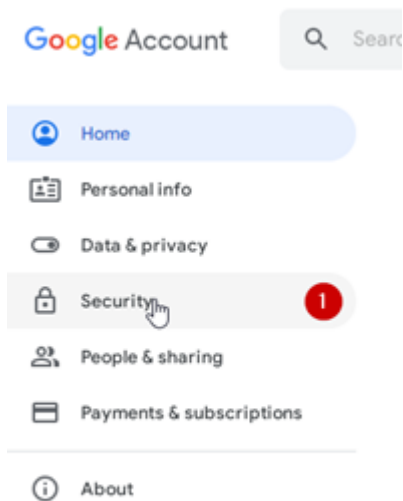 Google Account
Home
Personal info
Data & privacy
Security
1
People & sharing
Payments & subscriptions
About